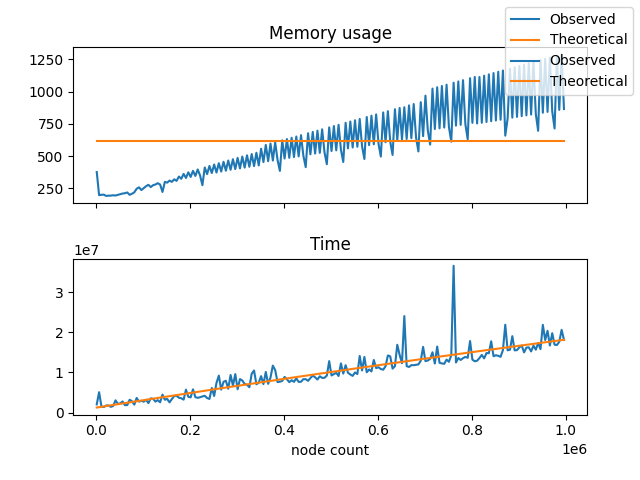 Memory usage
Observed
Theoretical
Observed
Theoretical
1250
1000
750
500
250
Time
1e7
3
2
1
0
0.0 0.2 0.4 0.6 0.8 1.0
node count
1e6